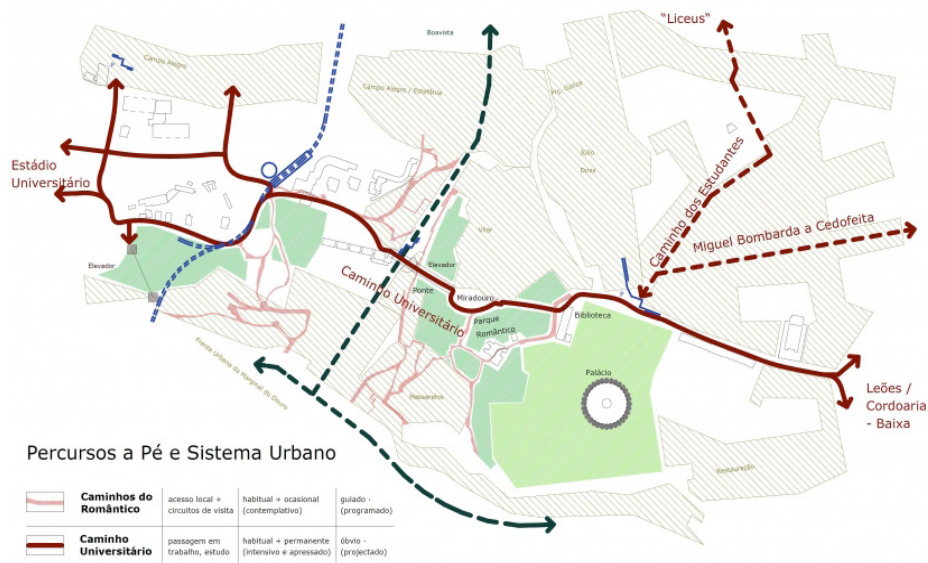 "Liceus"
Boavista
Campo Alegre
Campo Alegre / Estefânia
Prç. Galiza
Estádio
Universitário
Júlio
Dinis
Caminho dos Estudantes
Miguel Bombarda a Cedofeita
Vilar
Elevador
Elevador
Caminho Universitário
Ponte
Miradouro
Parque
Romântico
Biblioteca
Frente Urbana da Marginal do Douro
Massarelos
Palácio
Leões /
Cordoaria
- Baixa
Restauração
Percursos a Pé e Sistema Urbano
Caminhos do
Romântico
acesso local +
circuitos de visita
habitual + ocasional
(contemplativo)
guiado -
(programado)
Caminho
Universitário
passagem em
trabalho, estudo
habitual + permanente
(intensivo e apressado)
óbvio -
(projectado)